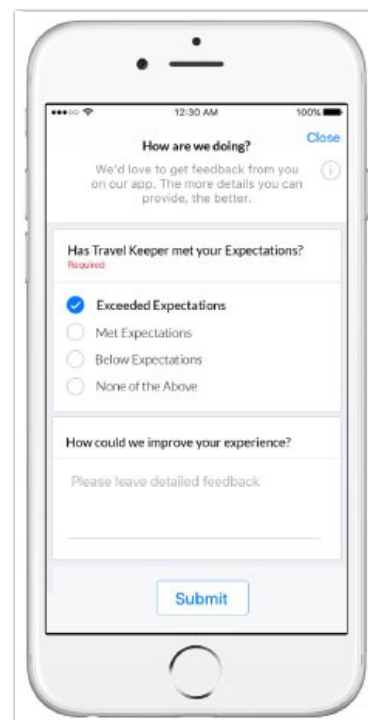 12:30 AM
100%
Close
How are we doing?
We'd love to get feedback from you
on our app. The more details you can
provide, the better.
i
Has Travel Keeper met your Expectations?
Required
Exceeded Expectations
Met Expectations
Below Expectations
None of the Above
How could we improve your experience?
Please leave detailed feedback
Submit